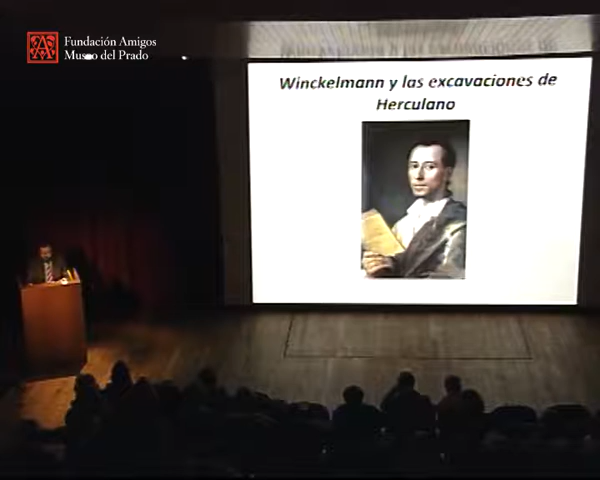 Fundación Amigos
Museo del Prado
Winckelmann y las excavaciones de
Herculano